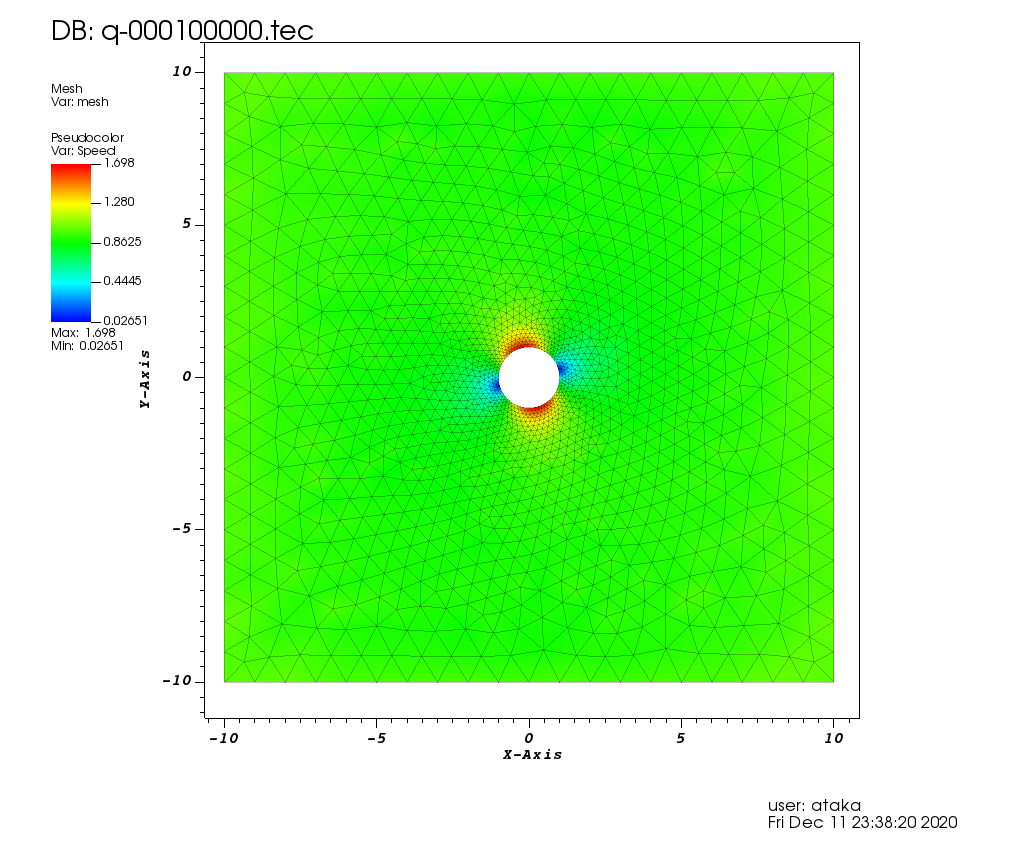 DB: q-000100000.tec
Mesh
Var: mesh
Pseudocolor
Var: Speed
1.698
1.280
0.8625
0.4445
0.02651
Max: 1.698
Min: 0.02651
10
5
0
-5
-10
Y-Axis
-10 -5 0 5 10
X-Axis
user: ataka
Fri Dec 11 23:38:20 2020